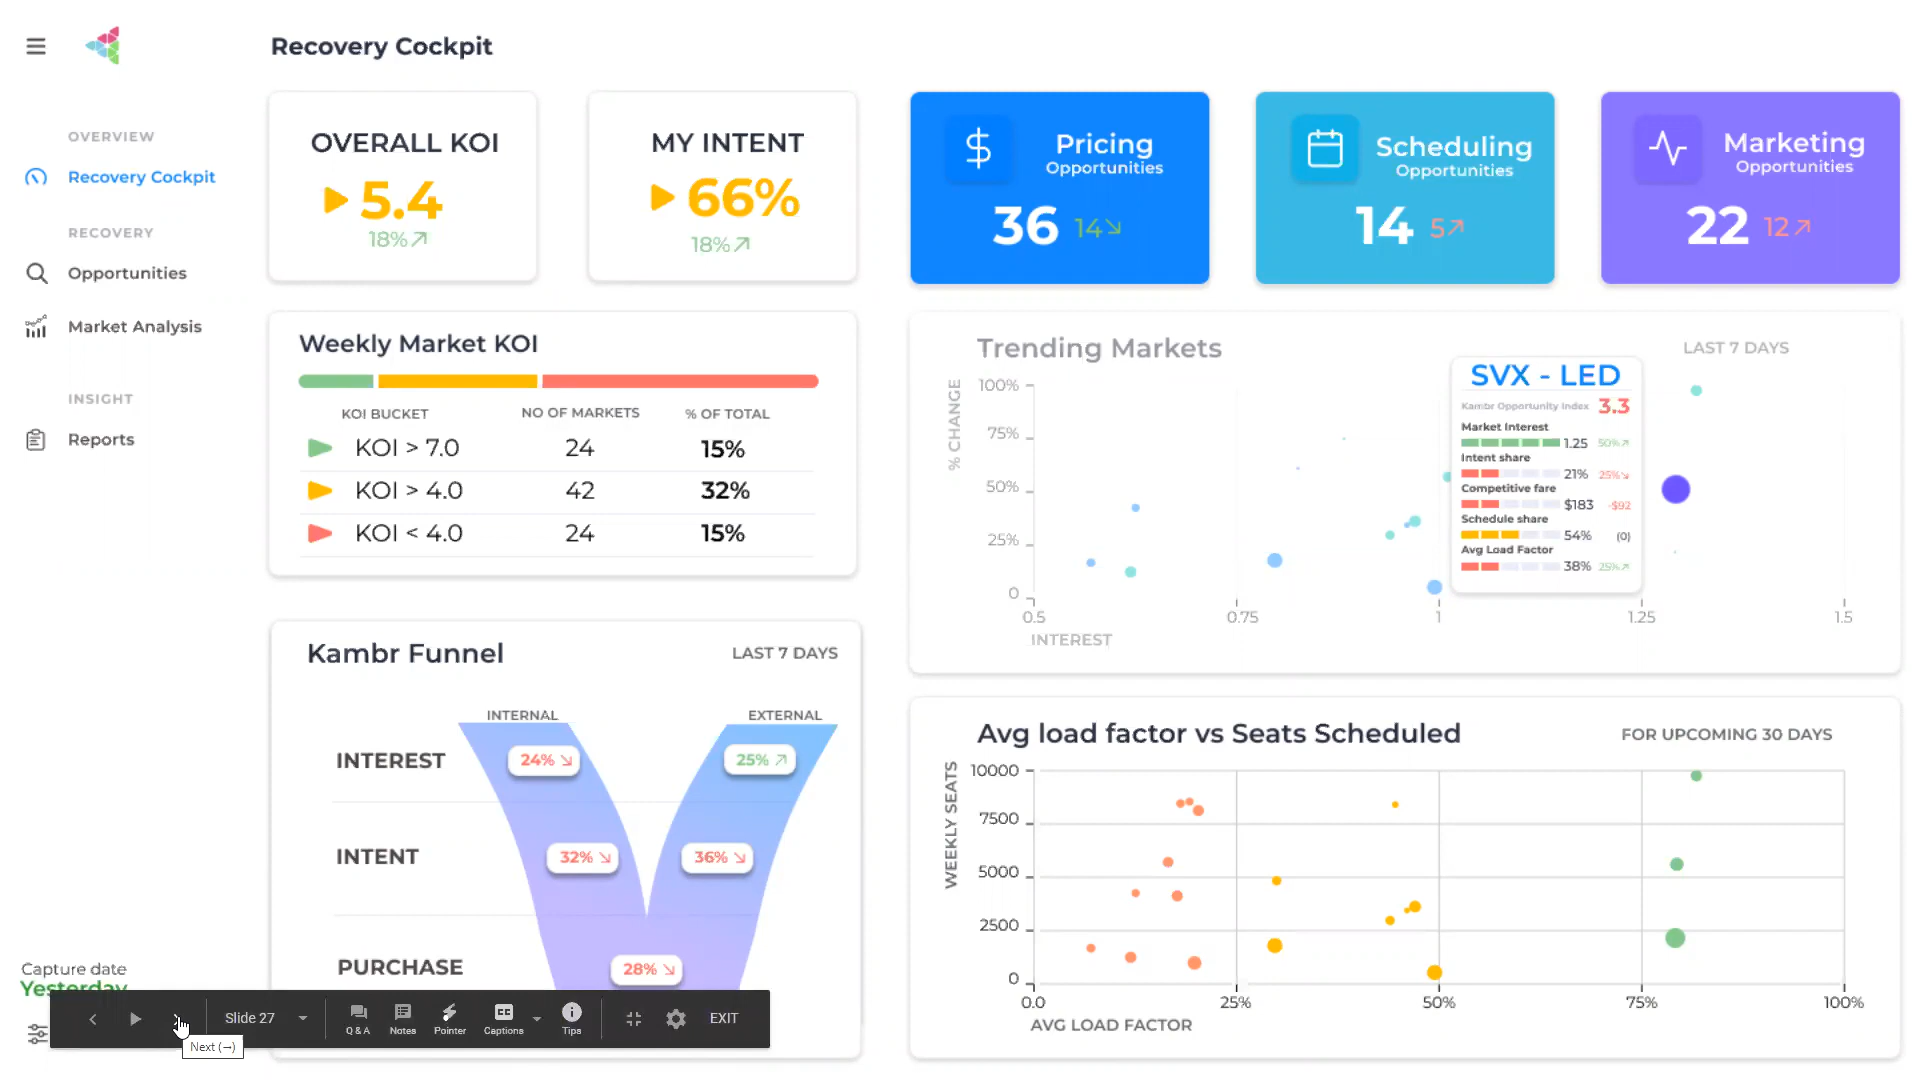 Recovery Cockpit
OVERVIEW
Recovery Cockpit
RECOVERY
Opportunities
Market Analysis
INSIGHT
Reports
Capture date
Yesterday
OVERALL KOI
5.4
18%
MY INTENT
66%
18%
Pricing
Opportunities
36 14
Scheduling
Opportunities
14 5
Marketing
Opportunities
22 12
Weekly Market KOI
KOI BUCKET NO OF MARKETS % OF TOTAL
KOI > 7.0 24 15%
KOI > 4.0 42 32%
KOI < 4.0 24 15%
Trending Markets
LAST 7 DAYS
% CHANGE
100%
75%
50%
25%
0
0.5 0.75 1 1.25 1.5
INTEREST
SVX - LED
Kambr Opportunity Index 3.3
Market Interest
1.25 50%
Intent share
21% 25%
Competitive fare
$183 -$92
Schedule share
54% (0)
Avg Load Factor
38% 25%
Kambr Funnel
LAST 7 DAYS
INTERNAL EXTERNAL
INTEREST 24% 25%
INTENT 32% 36%
PURCHASE 28%
Avg load factor vs Seats Scheduled
FOR UPCOMING 30 DAYS
WEEKLY SEATS
10000
7500
5000
2500
0
0.0 25% 50% 75% 100%
AVG LOAD FACTOR
Slide 27
Q & A
Notes
Pointer
CC
Captions
Tips
EXIT
Next (→)